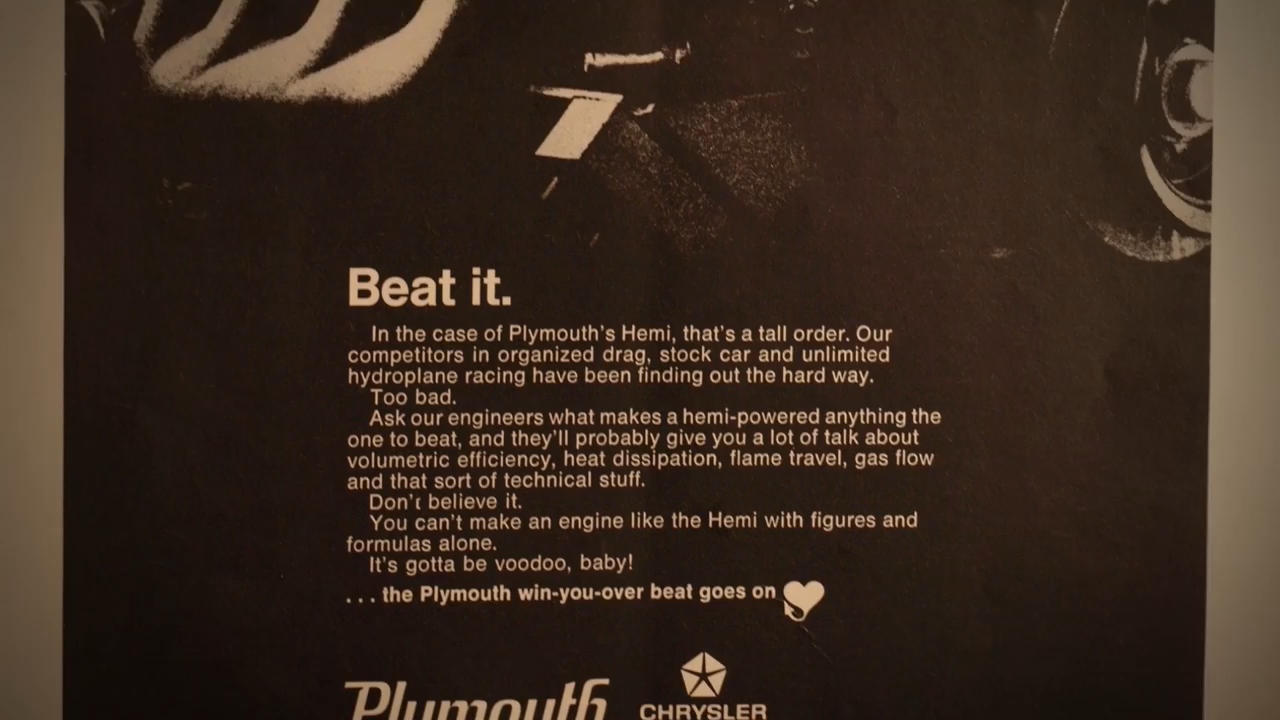 Beat it.
In the case of Plymouth's Hemi, that's a tall order. Our
competitors in organized drag, stock car and unlimited
hydroplane racing have been finding out the hard way.
Too bad.
Ask our engineers what makes a hemi-powered anything the
one to beat, and they'll probably give you a lot of talk about
volumetric efficiency, heat dissipation, flame travel, gas flow
and that sort of technical stuff.
Don't believe it.
You can't make an engine like the Hemi with figures and
formulas alone.
It's gotta be voodoo, baby!
... the Plymouth win-you-over beat goes on
Plymouth
CHRYSLER